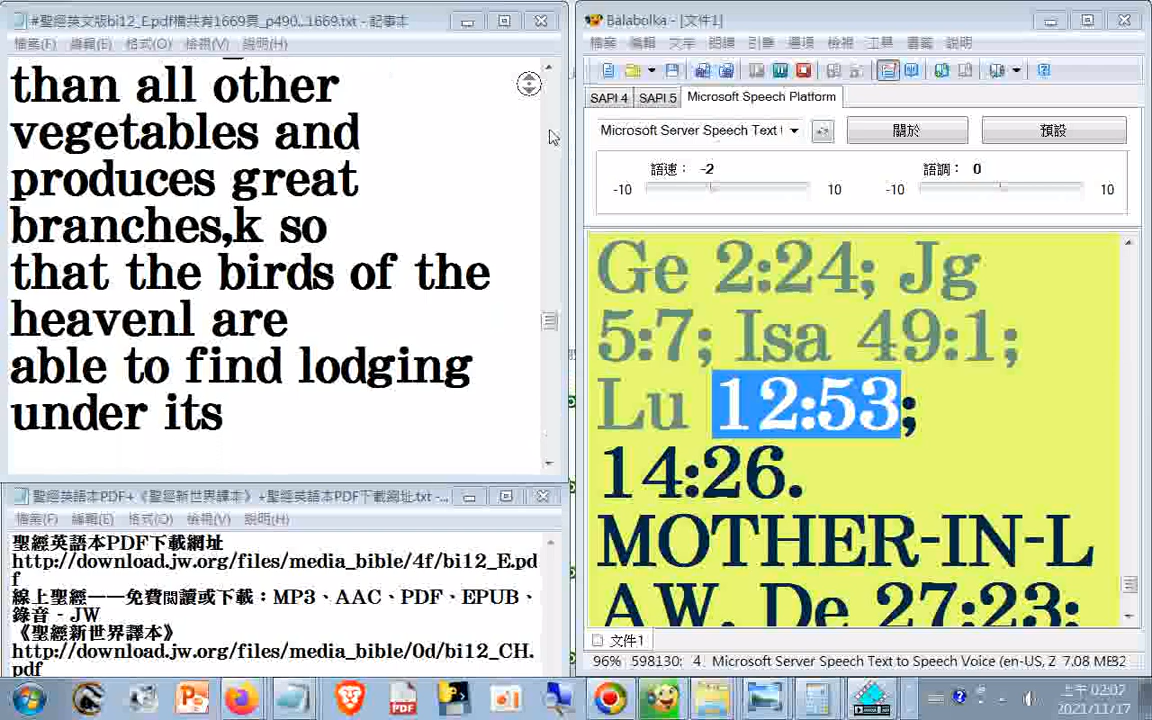 #聖經英文版bi12_E.pdf檔共有1669頁_p490...1669.txt - 記事本
檔案(F) 編輯(E) 格式(O) 檢視(V) 說明(H)
than all other
vegetables and
produces great
branches,k so
that the birds of the
heavenl are
able to find lodging
under its
聖經英語本PDF+《聖經新世界譯本》+聖經英語本PDF下載網址.txt - ...
檔案(F) 編輯(E) 格式(O) 檢視(V) 說明(H)
聖經英語本PDF下載網址
http://download.jw.org/files/media_bible/4f/bi12_E.pd
f
線上聖經——免費閱讀或下載：MP3、AAC、PDF、EPUB、
錄音 - JW
《聖經新世界譯本》
http://download.jw.org/files/media_bible/0d/bi12_CH.
pdf
Balabolka - [文件1]
檔案 編輯 文字 朗讀 引擎 選項 檢視 工具 書籤 說明
SAPI 4 SAPI 5 Microsoft Speech Platform
Microsoft Server Speech Text 關於 預設
語速： -2 語調： 0
-10 10 -10 10
Ge 2:24; Jg
5:7; Isa 49:1;
Lu 12:53;
14:26.
MOTHER-IN-L
AW. De 27:23;
文件1
96% 598130: 4 Microsoft Server Speech Text to Speech Voice (en-US, Z 7.08 MB
上午 02:07
2021/11/17